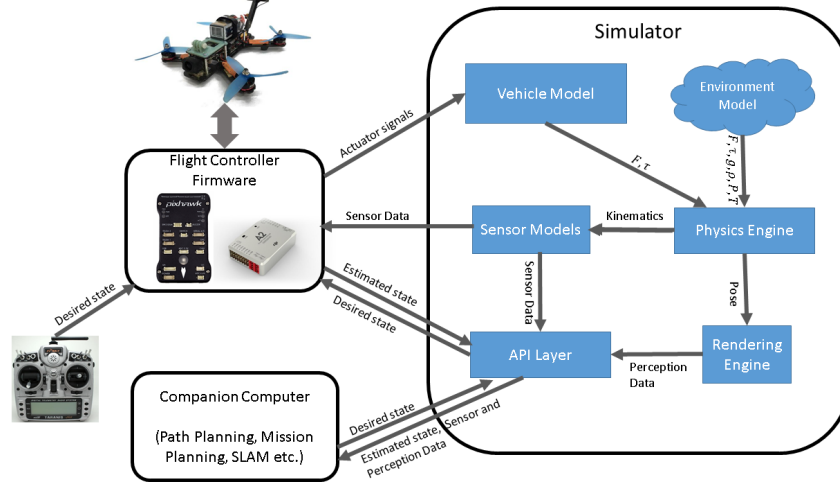 Simulator
Vehicle Model
Environment
Model
Actuator signals
F, τ
F, τ, g, ρ, P, T
Flight Controller
Firmware
pixhawk
A2
Sensor Data
Sensor Models
Kinematics
Physics Engine
Estimated state
Desired state
Sensor Data
Pose
Desired state
API Layer
Perception
Data
Rendering
Engine
Companion Computer
(Path Planning, Mission
Planning, SLAM etc.)
Desired state
Estimated state, Sensor and
Perception Data